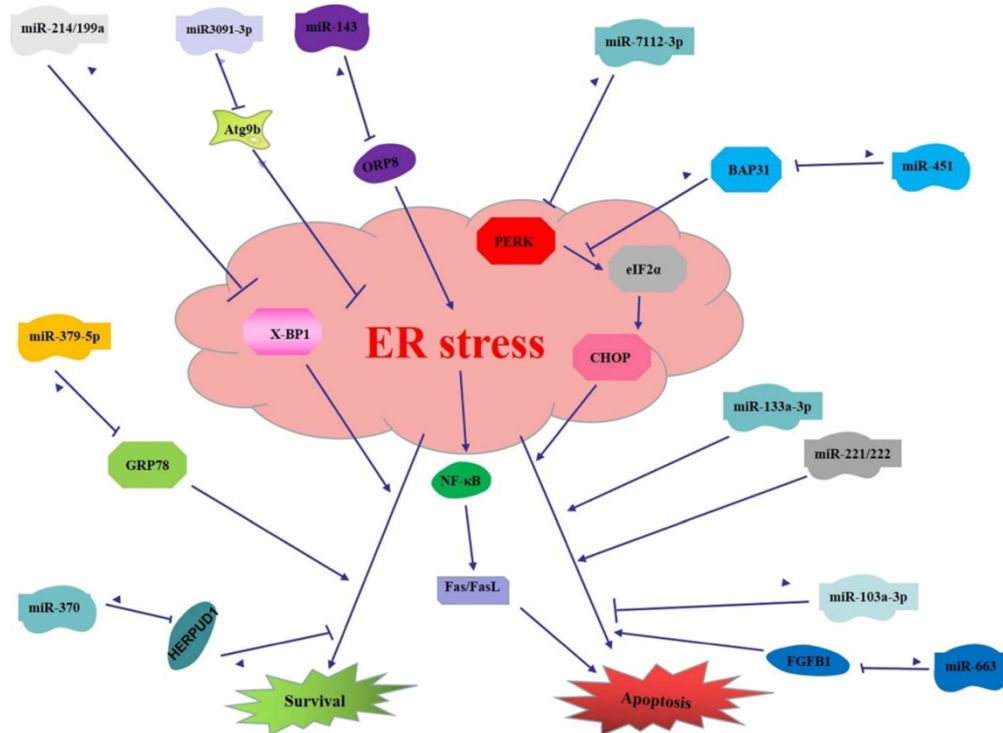 miR-214/199a
miR3091-3p
miR-143
miR-7112-3p
Atg9b
ORP8
BAP31
miR-451
PERK
eIF2α
miR-379-5p
X-BP1
ER stress
CHOP
miR-133a-3p
miR-221/222
GRP78
NF-κB
Fas/FasL
miR-370
HERPUD1
miR-103a-3p
FGFB1
miR-663
Survival
Apoptosis